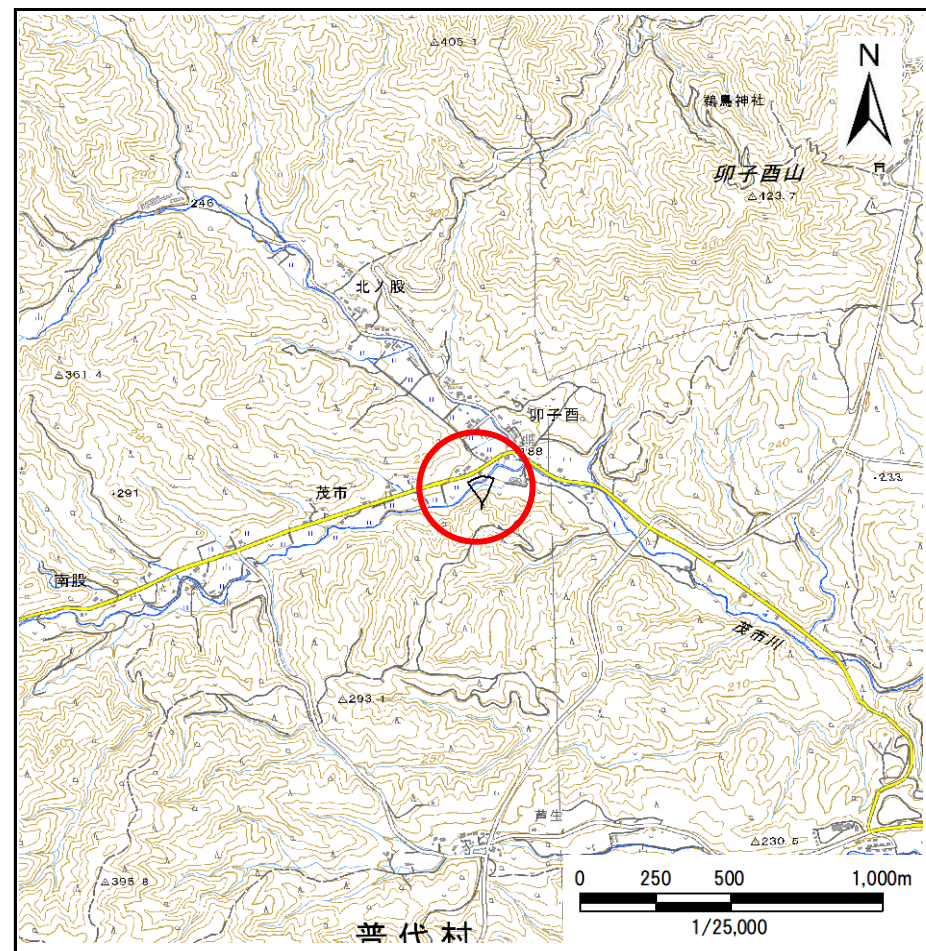 △405.1
N
鵜鳥神社
卯子酉山
△423.7
290
・246
北ノ股
△361.4
卯子酉
188
240
・291
茂市
・233
南股
茂市川
210
△293.1
250
芦生
△230.5
△395.8
0 250 500 1,000m
1/25,000
普代村